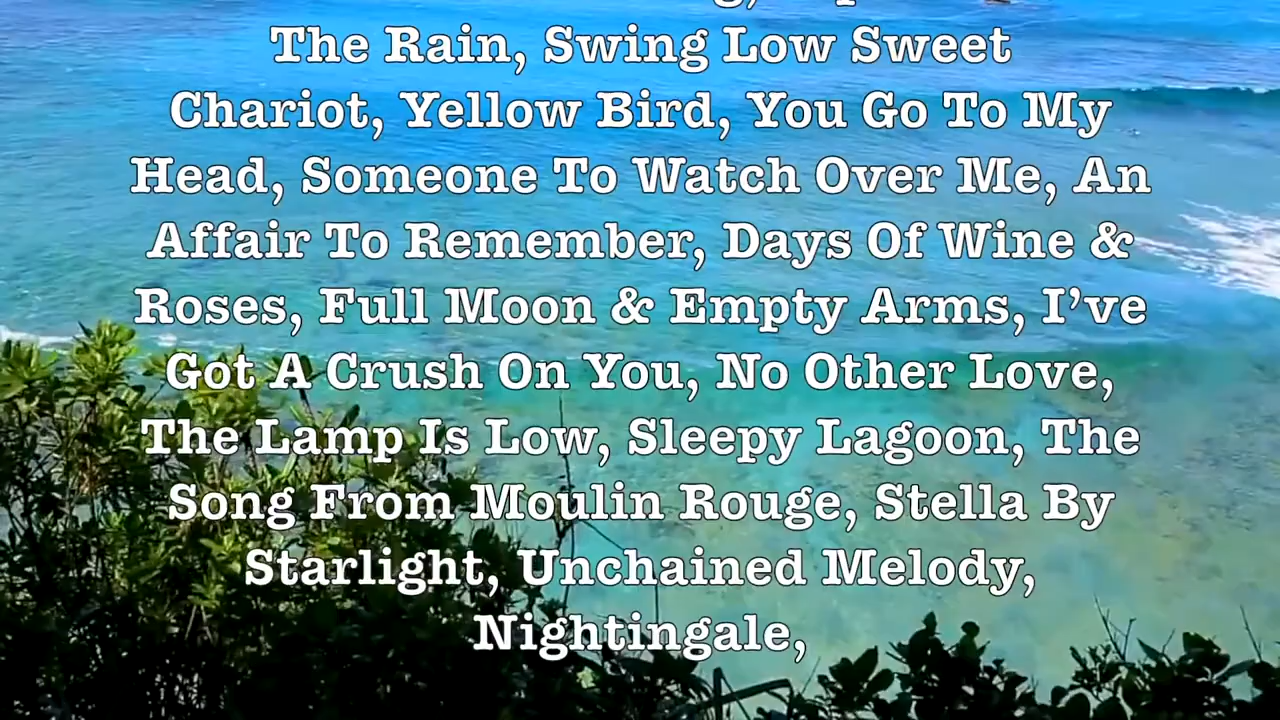 The Rain, Swing Low Sweet
Chariot, Yellow Bird, You Go To My
Head, Someone To Watch Over Me, An
Affair To Remember, Days Of Wine &
Roses, Full Moon & Empty Arms, I’ve
Got A Crush On You, No Other Love,
The Lamp Is Low, Sleepy Lagoon, The
Song From Moulin Rouge, Stella By
Starlight, Unchained Melody,
Nightingale,